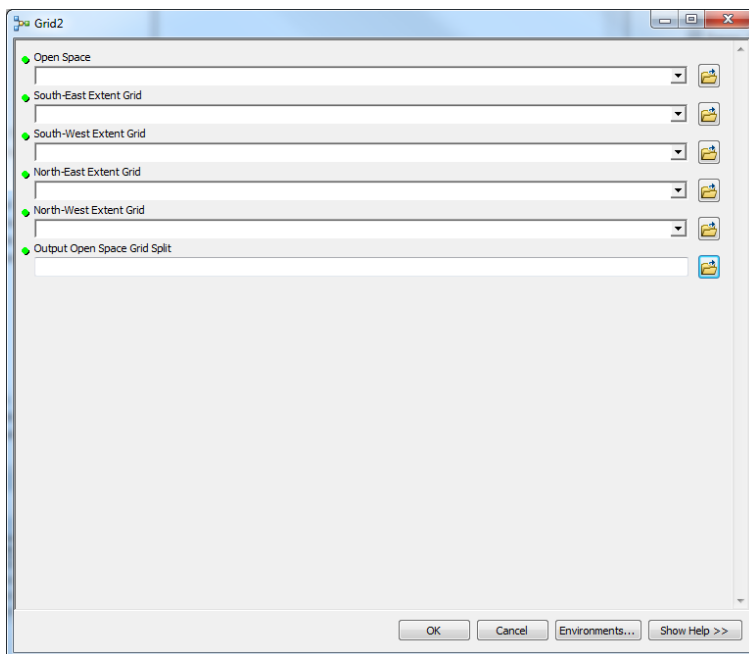 Grid2
Open Space
South-East Extent Grid
South-West Extent Grid
North-East Extent Grid
North-West Extent Grid
Output Open Space Grid Split
OK Cancel Environments... Show Help >>